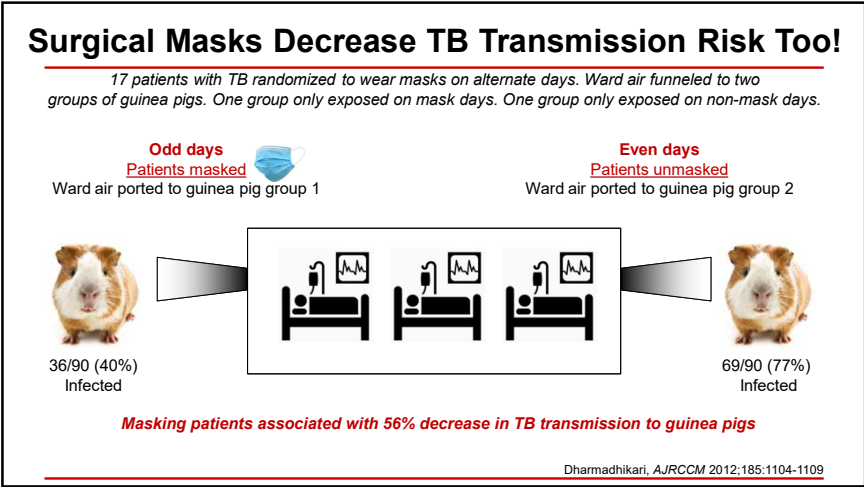 Surgical Masks Decrease TB Transmission Risk Too!
17 patients with TB randomized to wear masks on alternate days. Ward air funneled to two
groups of guinea pigs. One group only exposed on mask days. One group only exposed on non-mask days.
Odd days
Patients masked
Ward air ported to guinea pig group 1
Even days
Patients unmasked
Ward air ported to guinea pig group 2
36/90 (40%)
Infected
69/90 (77%)
Infected
Masking patients associated with 56% decrease in TB transmission to guinea pigs
Dharmadhikari, AJRCCM 2012;185:1104-1109